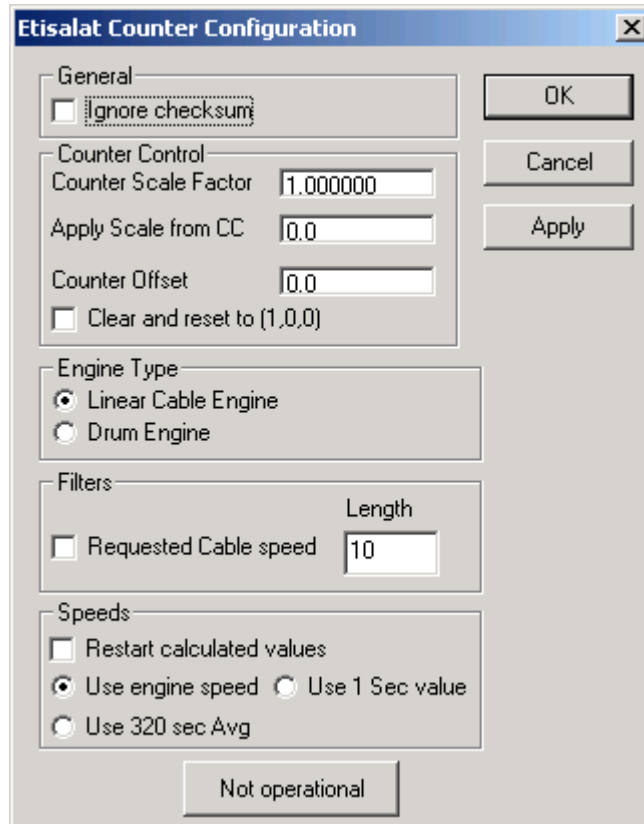 Etisalat Counter Configuration
General
Ignore checksum
OK
Cancel
Apply
Counter Control
Counter Scale Factor 1.000000
Apply Scale from CC 0.0
Counter Offset 0.0
Clear and reset to (1,0,0)
Engine Type
Linear Cable Engine
Drum Engine
Filters
Length
Requested Cable speed 10
Speeds
Restart calculated values
Use engine speed Use 1 Sec value
Use 320 sec Avg
Not operational